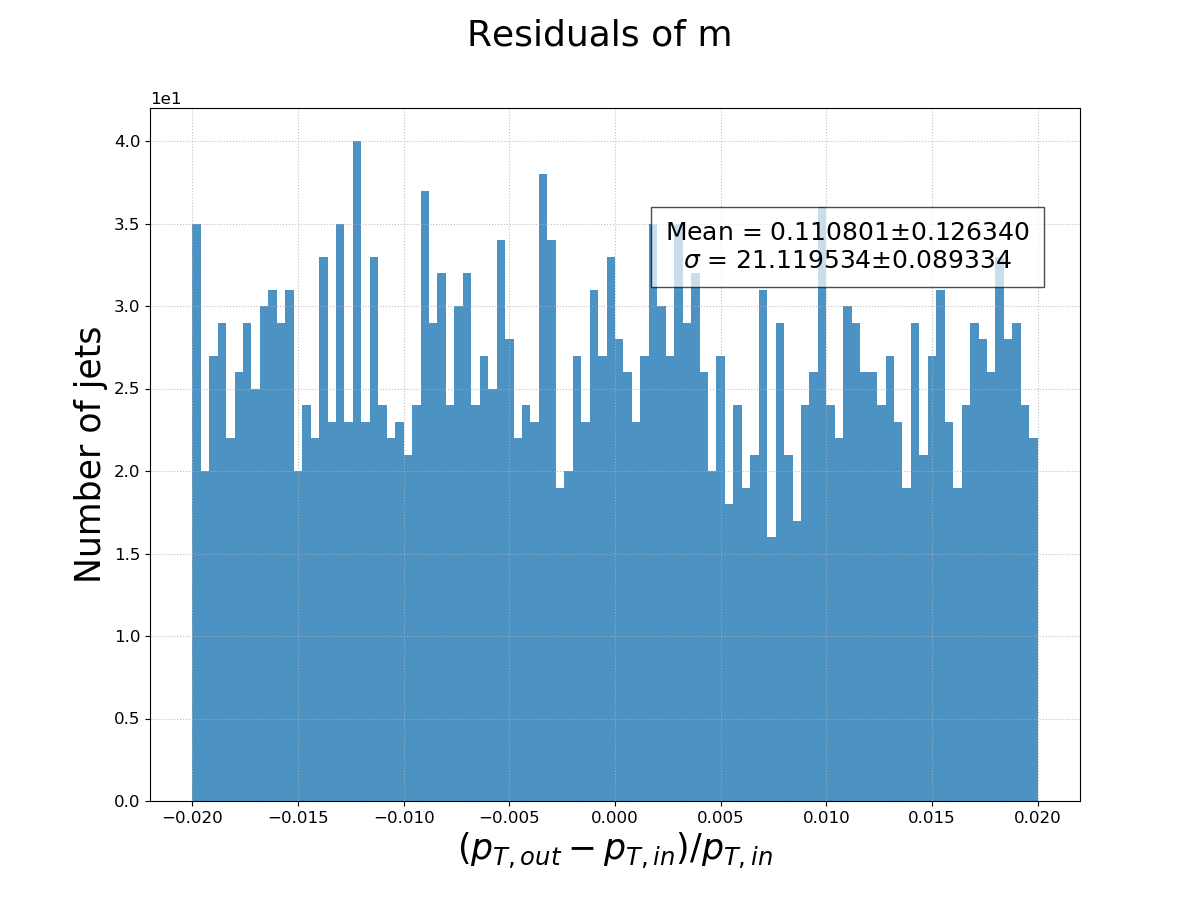 Residuals of m
1e1
4.0
3.5
3.0
2.5
2.0
1.5
1.0
0.5
0.0
Number of jets
Mean = 0.110801±0.126340
σ = 21.119534±0.089334
−0.020 −0.015 −0.010 −0.005 0.000 0.005 0.010 0.015 0.020
(p_{T,out} − p_{T,in})/p_{T,in}